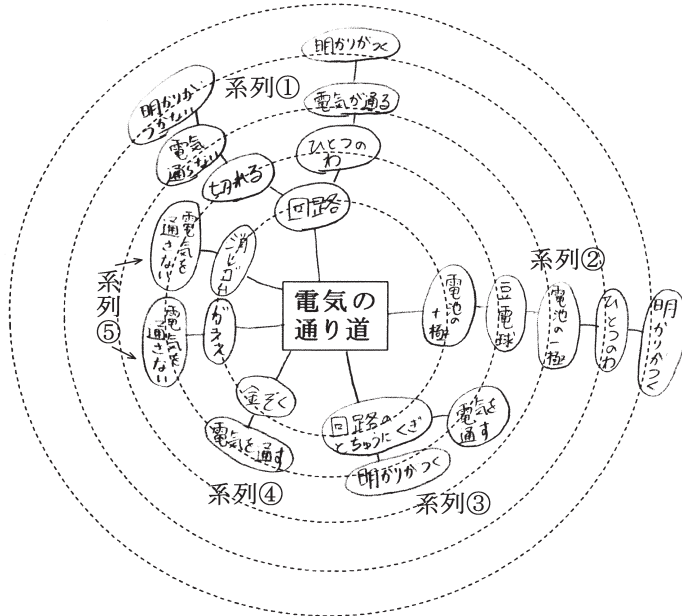 明かりがつく
電気が通る
ひとつの
わ
回路
系列①
明かりが
つかない
電気
通らない
切れる
電気の
通り道
消しゴム
電気を
通さない
がラス
電気を
通さない
系列⑤
金ぞく
電気を通す
系列④
回路の
とちゅうにくぎ
電気を
通す
明かりがつく
系列③
電池の
+極
豆電球
系列②
電池の一極
ひとつのわ
明かりがつく